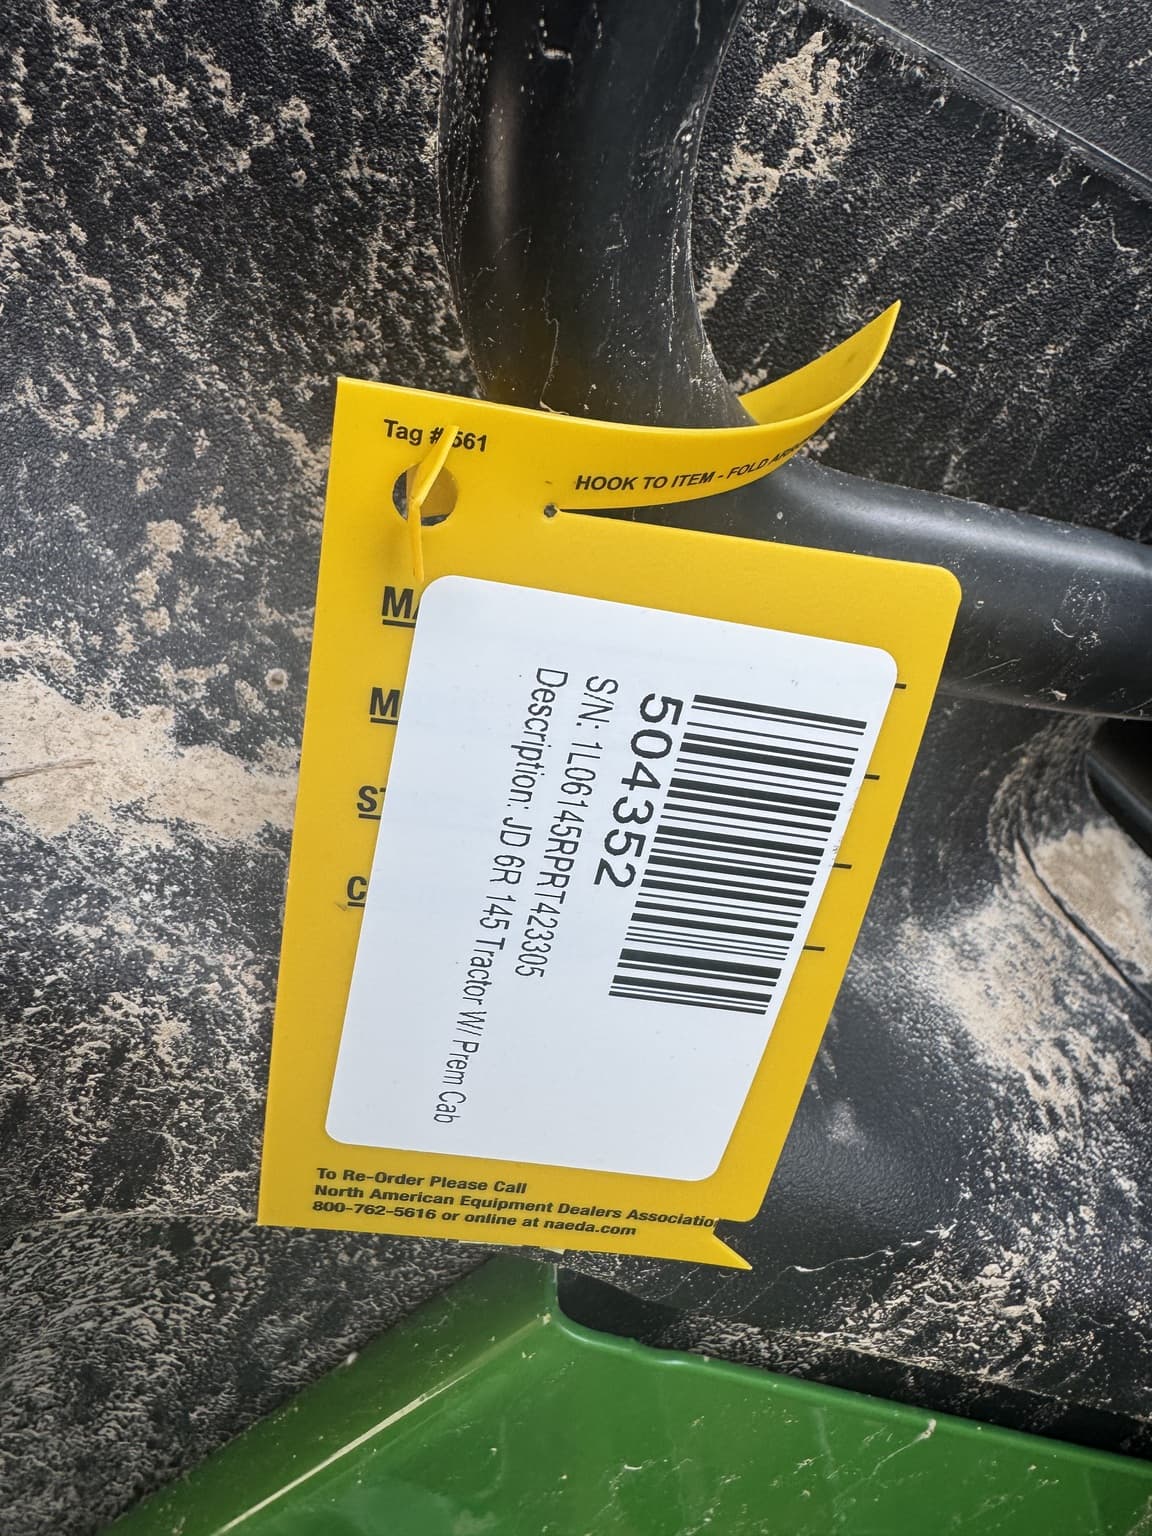 Tag # 561
HOOK TO ITEM - FOLD
504352
S/N: 1L06145RPRT423305
Description: JD 6R 145 Tractor W/ Prem Cab
To Re-Order Please Call
North American Equipment Dealers Association
800-762-5616 or online at naeda.com